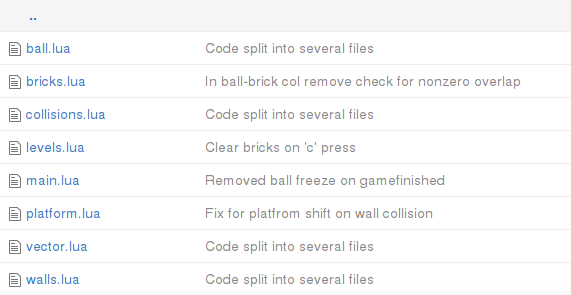 ..
ball.lua Code split into several files
bricks.lua In ball-brick col remove check for nonzero overlap
collisions.lua Code split into several files
levels.lua Clear bricks on 'c' press
main.lua Removed ball freeze on gamefinished
platform.lua Fix for platfrom shift on wall collision
vector.lua Code split into several files
walls.lua Code split into several files